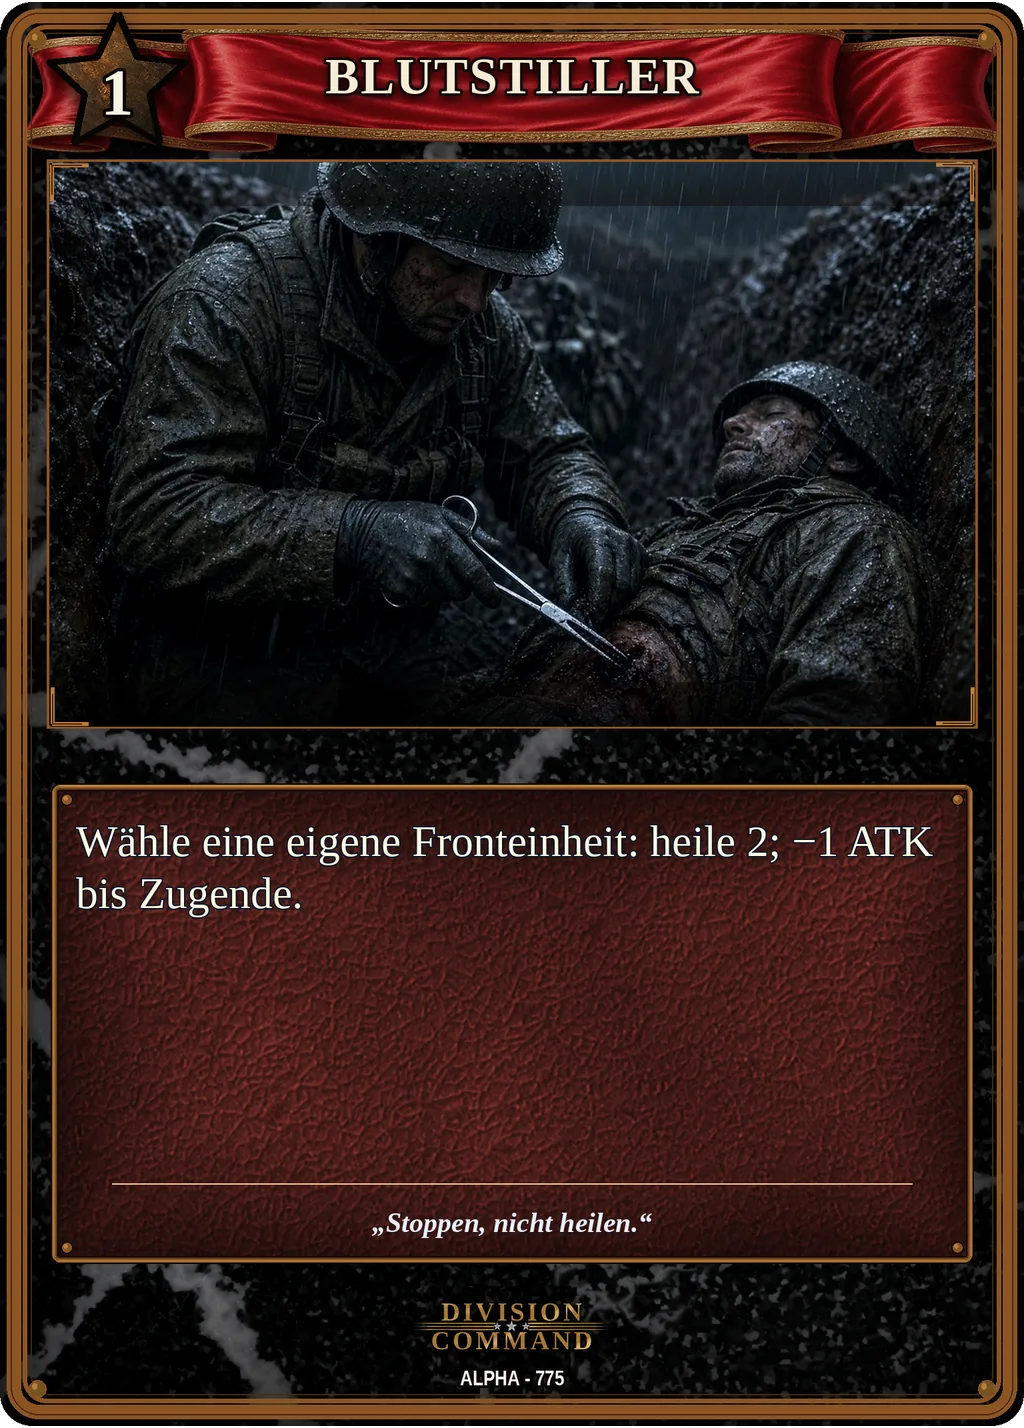 1
BLUTSTILLER
Wähle eine eigene Fronteinheit: heile 2; −1 ATK
bis Zugende.
„Stoppen, nicht heilen.“
DIVISION
COMMAND
ALPHA - 775